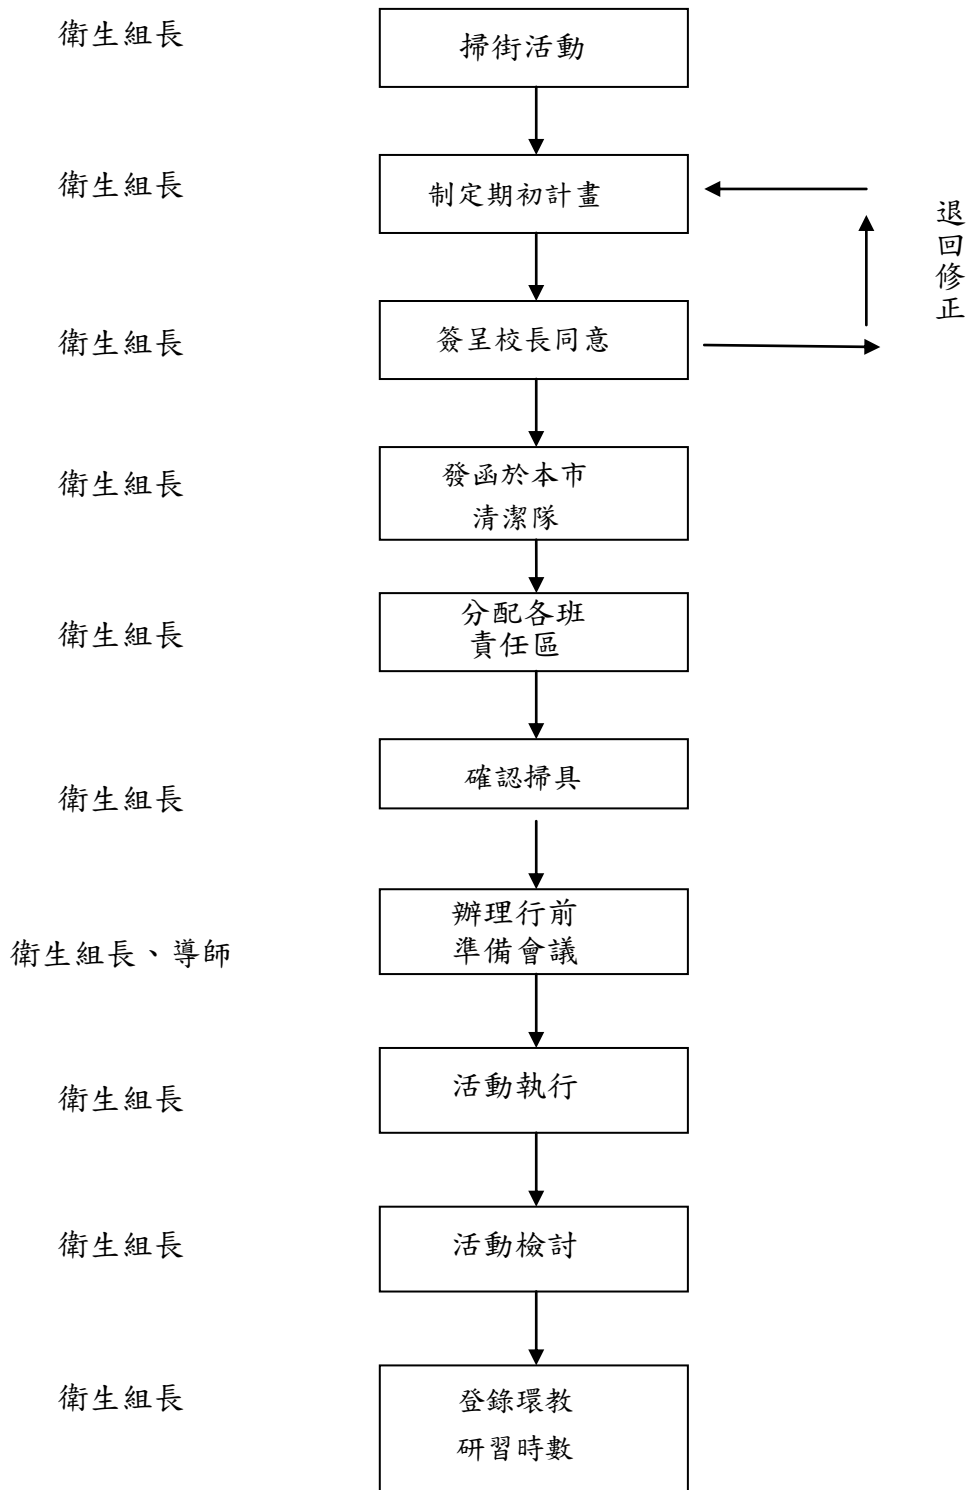 衛生組長
掃街活動
衛生組長
制定期初計畫
退回修正
衛生組長
簽呈校長同意
衛生組長
發函於本市
清潔隊
衛生組長
分配各班
責任區
衛生組長
確認掃具
衛生組長、導師
辦理行前
準備會議
衛生組長
活動執行
衛生組長
活動檢討
衛生組長
登錄環教
研習時數